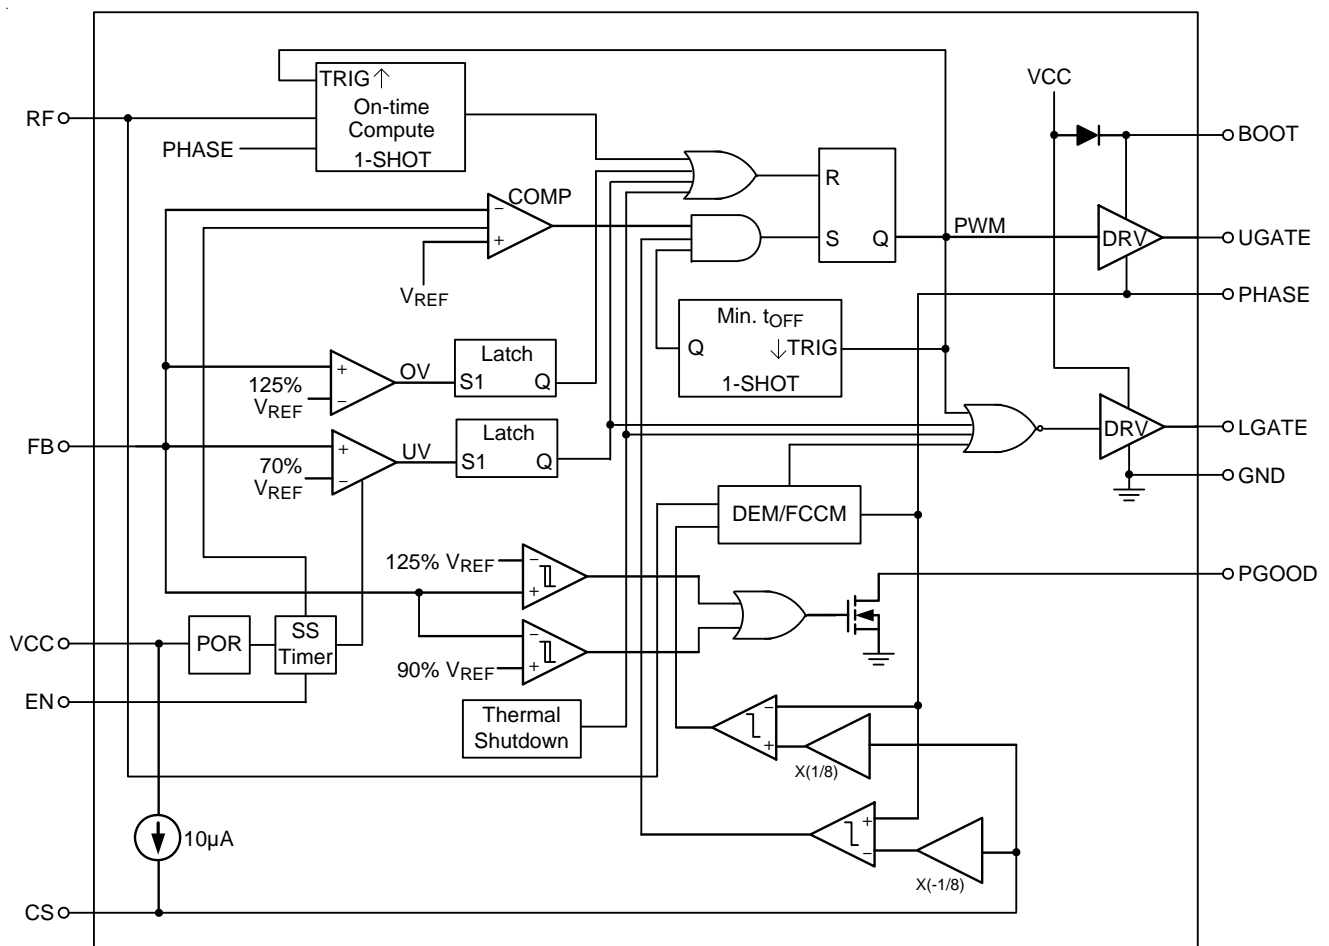 TRIG ↑
On-time
Compute
1-SHOT
RF
PHASE
VCC
BOOT
COMP
−
+
VREF
R
S
Q
PWM
DRV
UGATE
PHASE
Min. tOFF
Q
↓TRIG
1-SHOT
125%
VREF
+
−
OV
Latch
S1
Q
FB
70%
VREF
+
−
UV
Latch
S1
Q
DRV
LGATE
GND
DEM/FCCM
125% VREF
−
+
90% VREF
−
+
PGOOD
VCC
POR
SS
Timer
EN
Thermal
Shutdown
−
+
X(1/8)
10µA
+
−
X(-1/8)
CS